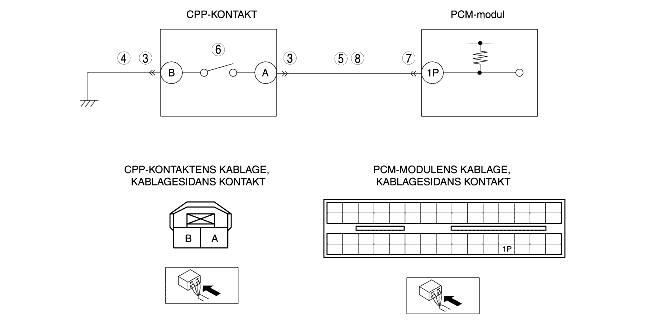 CPP-KONTAKT
PCM-modul
4 3 B 6 A 3 5 8 7 1P
CPP-KONTAKTENS KABLAGE,
KABLAGESIDANS KONTAKT
PCM-MODULENS KABLAGE,
KABLAGESIDANS KONTAKT
B A
1P